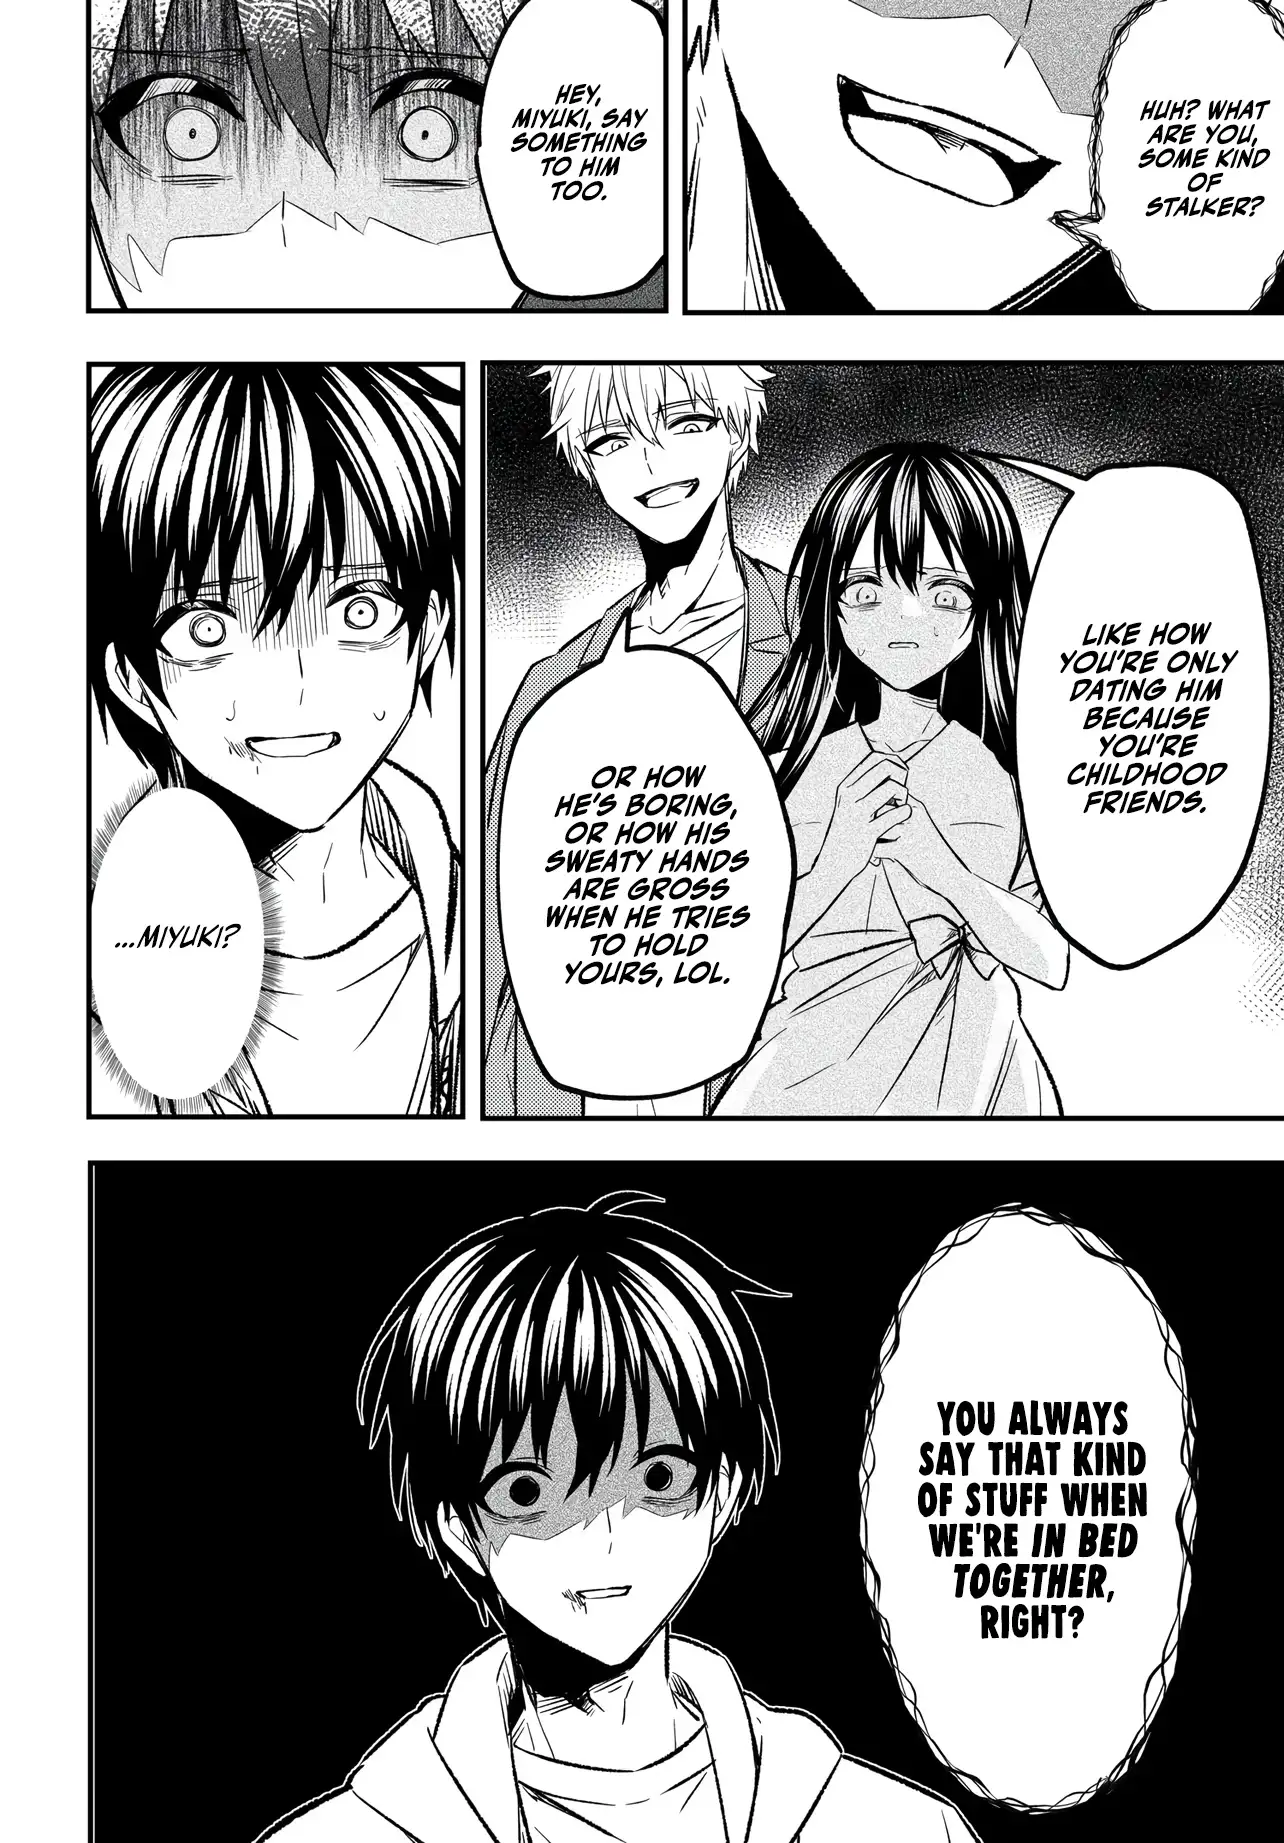 HUH? WHAT
ARE YOU,
SOME KIND
OF
STALKER?
HEY,
MIYUKI, SAY
SOMETHING
TO HIM
TOO.
LIKE HOW
YOU'RE ONLY
DATING HIM
BECAUSE
YOU'RE
CHILDHOOD
FRIENDS.
OR HOW
HE'S BORING,
OR HOW HIS
SWEATY HANDS
ARE GROSS
WHEN HE TRIES
TO HOLD
YOURS, LOL.
...MIYUKI?
YOU ALWAYS
SAY THAT KIND
OF STUFF WHEN
WE'RE IN BED
TOGETHER,
RIGHT?